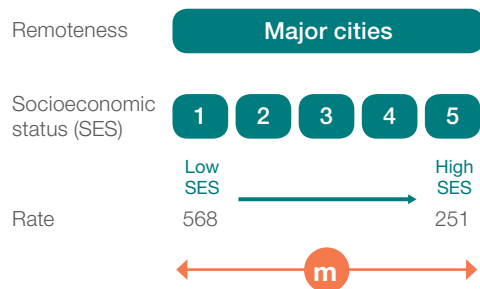 Remoteness Major cities
Socioeconomic
status (SES)
1 2 3 4 5
Low
SES
High
SES
Rate 568 251
m